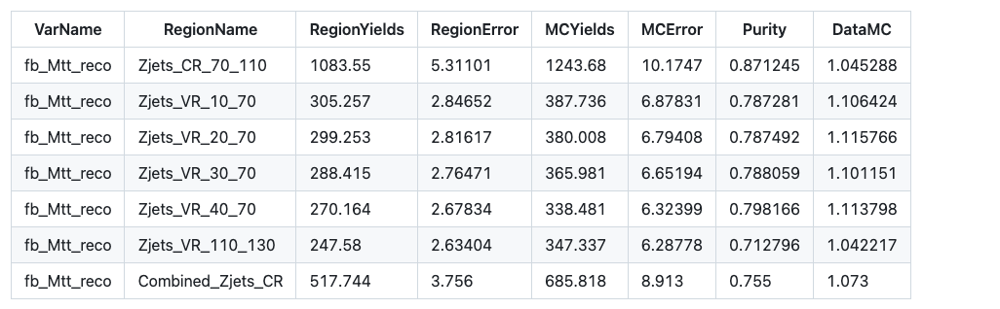 VarName RegionName RegionYields RegionError MCYields MCError Purity DataMC
fb_Mtt_reco Zjets_CR_70_110 1083.55 5.31101 1243.68 10.1747 0.871245 1.045288
fb_Mtt_reco Zjets_VR_10_70 305.257 2.84652 387.736 6.87831 0.787281 1.106424
fb_Mtt_reco Zjets_VR_20_70 299.253 2.81617 380.008 6.79408 0.787492 1.115766
fb_Mtt_reco Zjets_VR_30_70 288.415 2.76471 365.981 6.65194 0.788059 1.101151
fb_Mtt_reco Zjets_VR_40_70 270.164 2.67834 338.481 6.32399 0.798166 1.113798
fb_Mtt_reco Zjets_VR_110_130 247.58 2.63404 347.337 6.28778 0.712796 1.042217
fb_Mtt_reco Combined_Zjets_CR 517.744 3.756 685.818 8.913 0.755 1.073